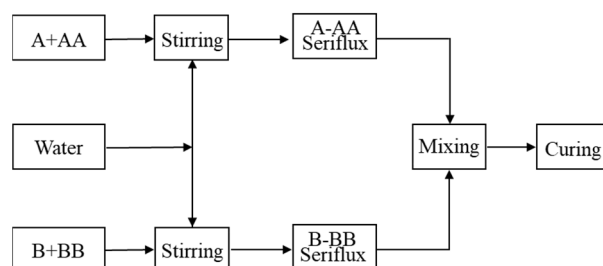 A+AA
Stirring
A-AA
Seriflux
Water
Mixing
Curing
B+BB
Stirring
B-BB
Seriflux